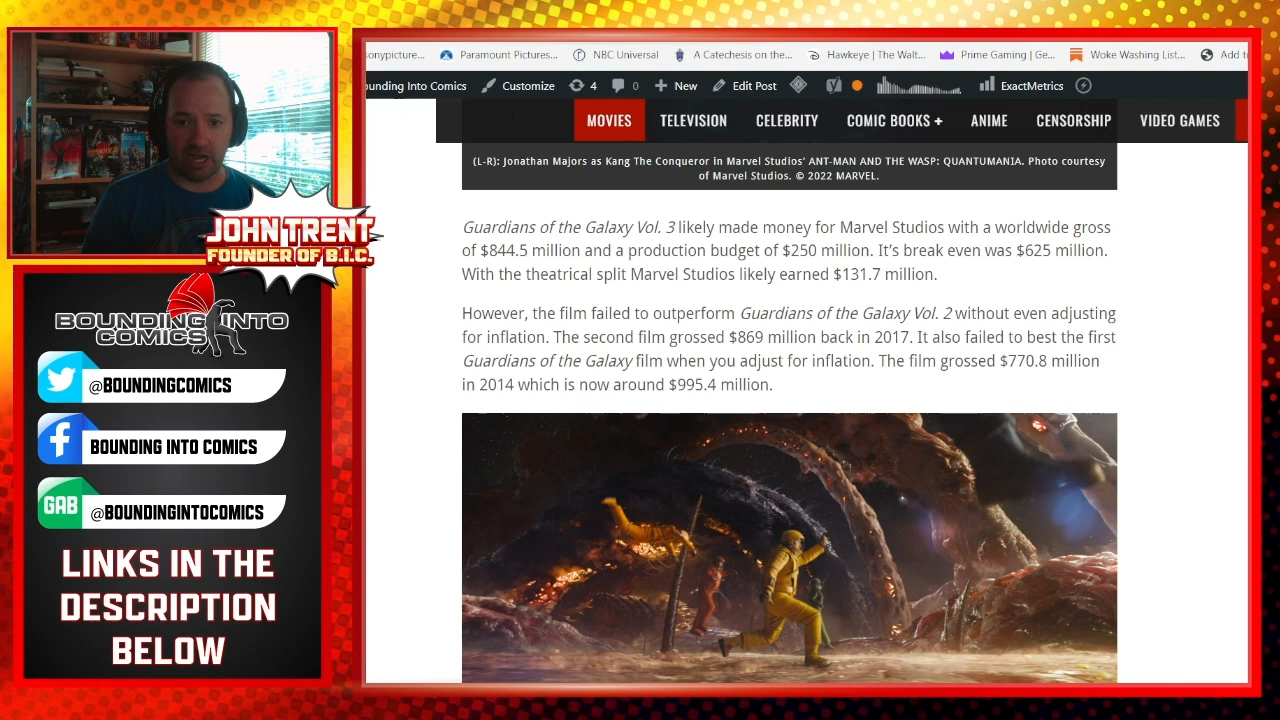 sonypicture... Paramount Pictures... NBC Universal A Catechesis on the... Hawkeye | The Walt... Prime Gaming | Ge... Woke Washing List... Add t
ounding Into Comics Customize 4 0 New Edit Post ExactMetrics
MOVIES TELEVISION CELEBRITY COMIC BOOKS + ANIME CENSORSHIP VIDEO GAMES
(L-R): Jonathan Majors as Kang The Conqueror in Marvel Studios' ANT-MAN AND THE WASP: QUANTUMANIA. Photo courtesy
of Marvel Studios. © 2022 MARVEL.
Guardians of the Galaxy Vol. 3 likely made money for Marvel Studios with a worldwide gross
of $844.5 million and a production budget of $250 million. It's break even was $625 million.
With the theatrical split Marvel Studios likely earned $131.7 million.
However, the film failed to outperform Guardians of the Galaxy Vol. 2 without even adjusting
for inflation. The second film grossed $869 million back in 2017. It also failed to best the first
Guardians of the Galaxy film when you adjust for inflation. The film grossed $770.8 million
in 2014 which is now around $995.4 million.
JOHN TRENT
FOUNDER OF B.I.C.
BOUNDING INTO
COMICS
@BOUNDINGCOMICS
BOUNDING INTO COMICS
GAB @BOUNDINGINTOCOMICS
LINKS IN THE
DESCRIPTION
BELOW